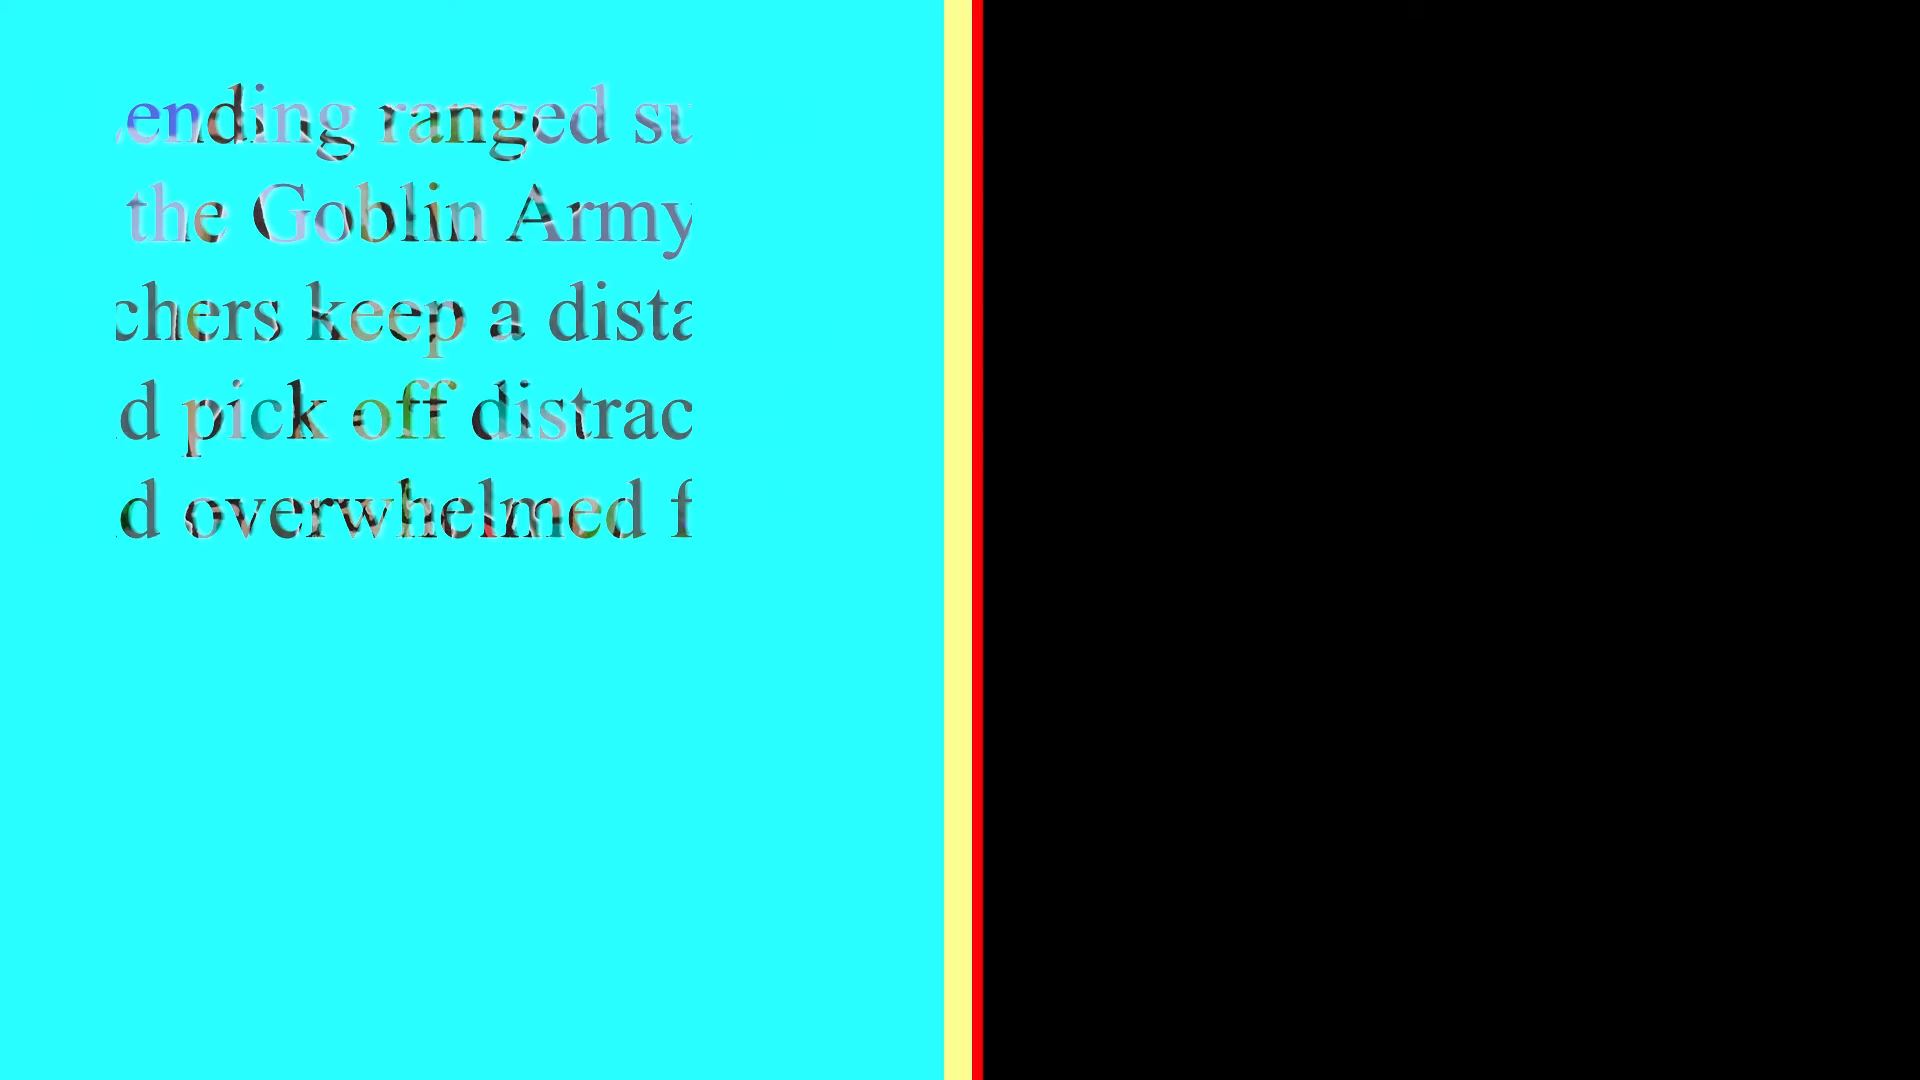 ending ranged su
the Goblin Army
chers keep a dista
d pick off distrac
d overwhelmed f